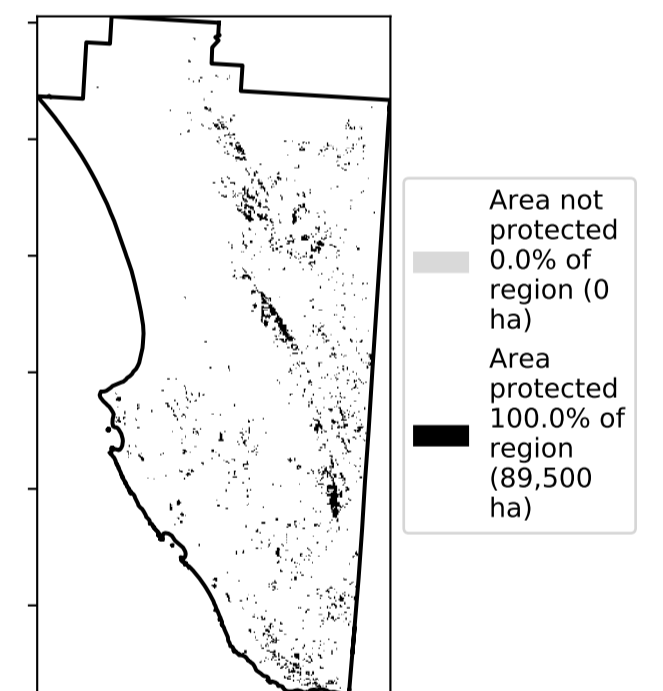 Area not
protected
0.0% of
region (0
ha)
Area
protected
100.0% of
region
(89,500
ha)